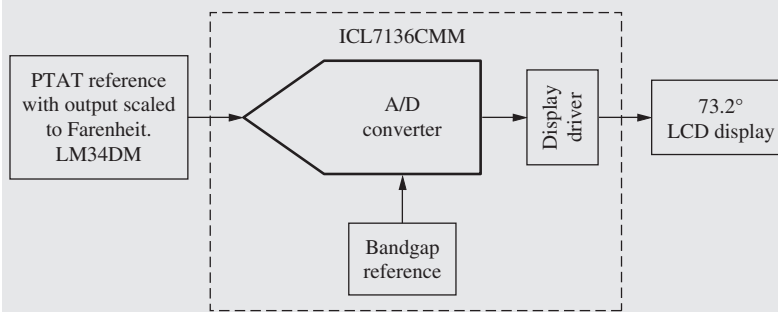 ICL7136CMM
PTAT reference
with output scaled
to Farenheit.
LM34DM
A/D
converter
Display
driver
73.2°
LCD display
Bandgap
reference